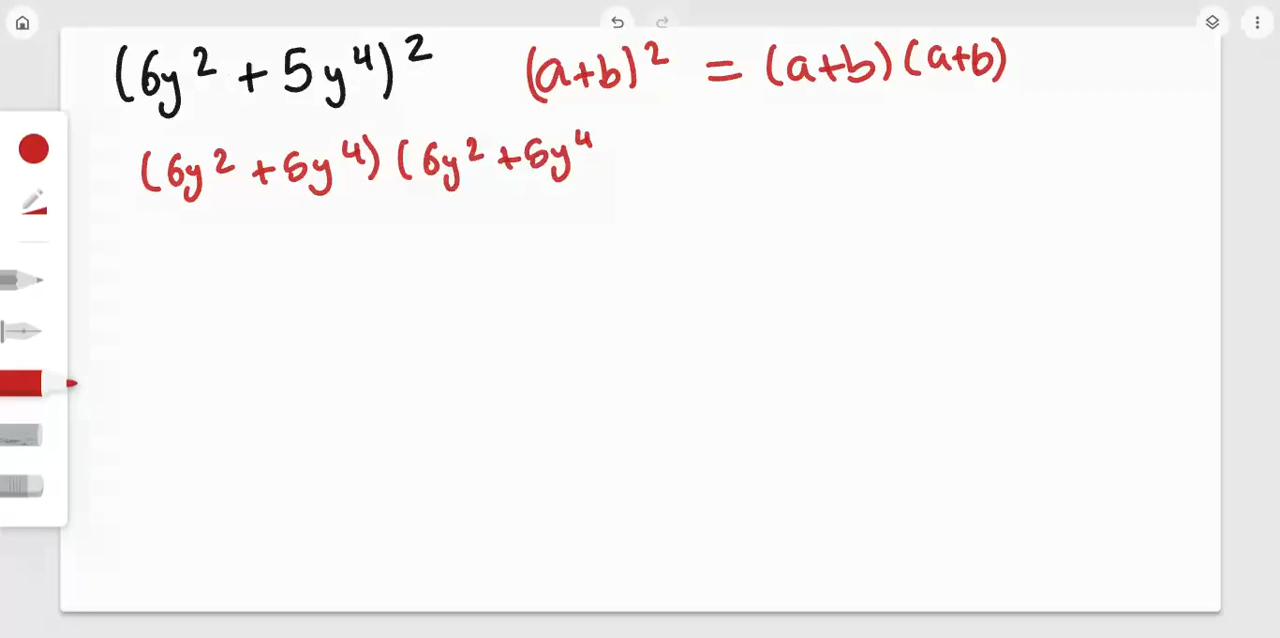 (6y² + 5y⁴)² (a+b)² = (a+b)(a+b)
(6y² + 5y⁴)(6y² + 5y⁴